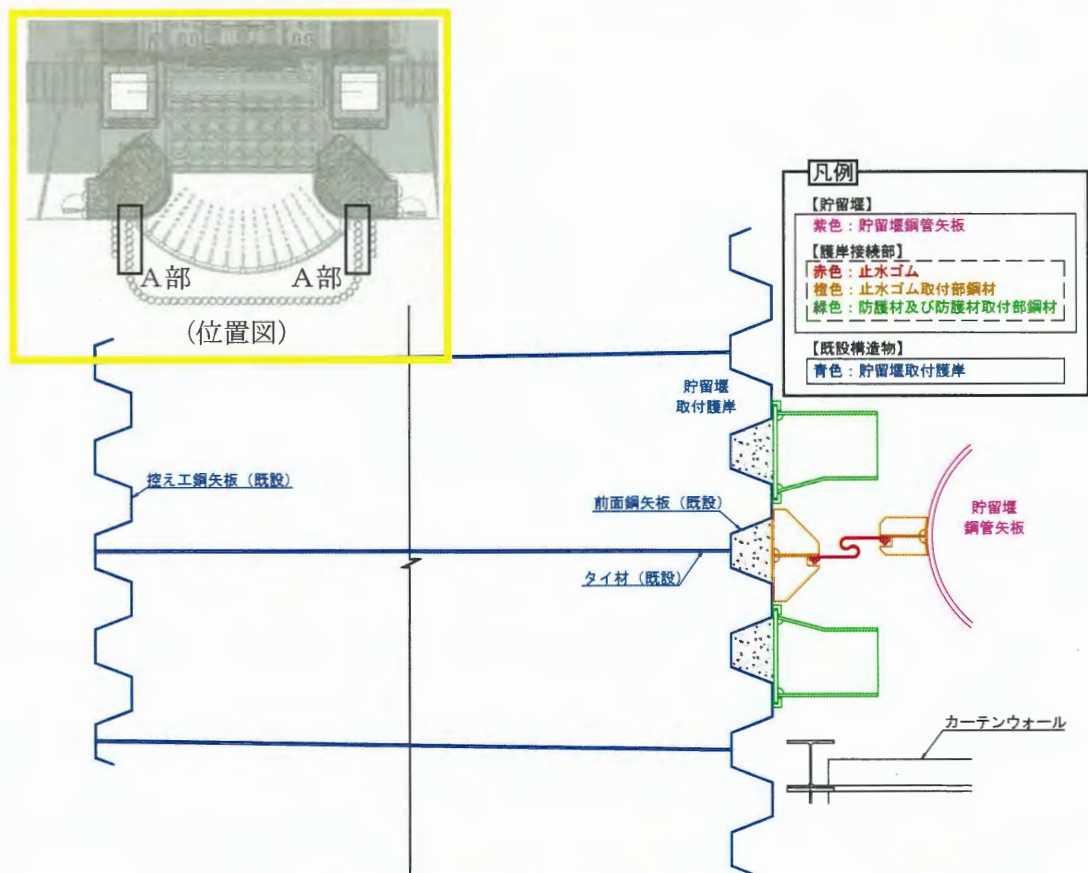 A部
A部
(位置図)
凡例
【貯留堰】
紫色：貯留堰鋼管矢板
【護岸接続部】
赤色：止水ゴム
橙色：止水ゴム取付部鋼材
緑色：防護材及び防護材取付部鋼材
【既設構造物】
青色：貯留堰取付護岸
貯留堰
取付護岸
控え工鋼矢板（既設）
前面鋼矢板（既設）
貯留堰
鋼管矢板
タイ材（既設）
カーテンウォール